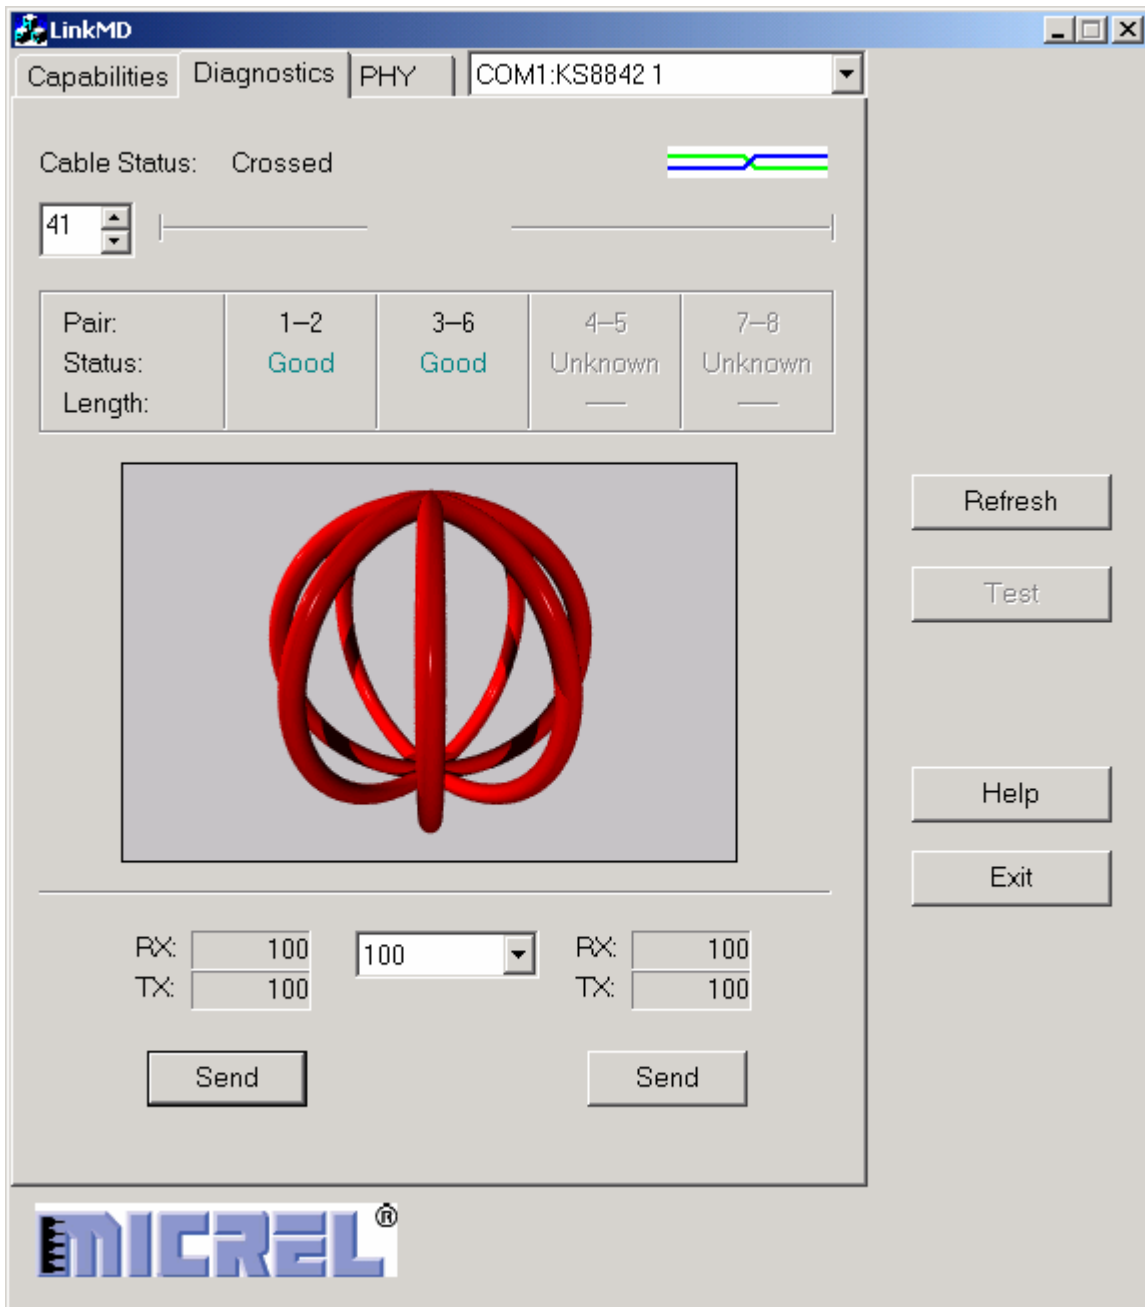 LinkMD
Capabilities Diagnostics PHY COM1:KS8842 1
Cable Status: Crossed
41
Pair: 1–2 3–6 4–5 7–8
Status: Good Good Unknown Unknown
Length: — —
Refresh
Test
Help
Exit
RX: 100 100 RX: 100
TX: 100 TX: 100
Send Send
MICREL®